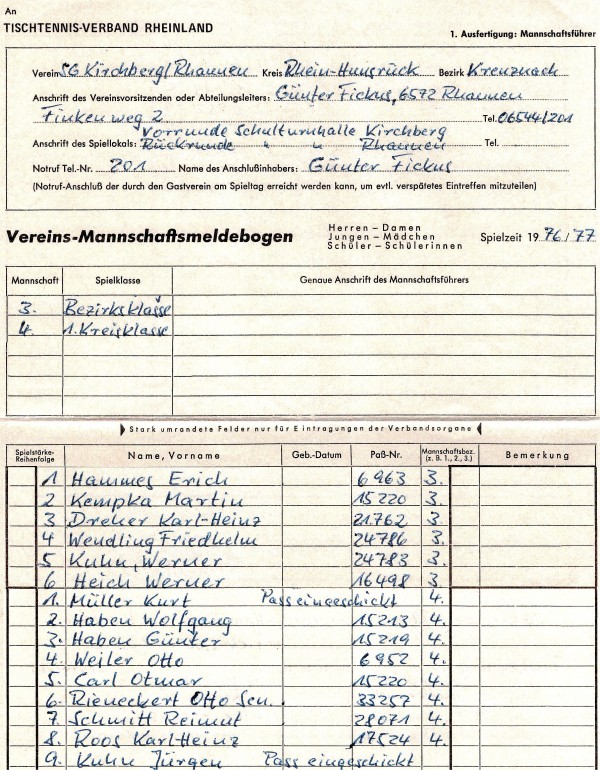 An
TISCHTENNIS-VERBAND RHEINLAND
1. Ausfertigung: Mannschaftsführer
Verein SG Kirchberg/Rhaunen Kreis Rhein-Hunsrück Bezirk Kreuznach
Anschrift des Vereinsvorsitzenden oder Abteilungsleiters: Günter Fickus, 6572 Rhaunen
Finkenweg 2 Tel. 06544/201
Vorrunde Schulturnhalle Kirchberg
Anschrift des Spiellokals: Rückrunde " " Rhaunen Tel.
Notruf Tel.-Nr. 201 Name des Anschlußinhabers: Günter Fickus
(Notruf-Anschluß der durch den Gastverein am Spieltag erreicht werden kann, um evtl. verspätetes Eintreffen mitzuteilen)
Vereins-Mannschaftsmeldebogen
Herren – Damen
Jungen – Mädchen
Schüler – Schülerinnen
Spielzeit 19 76 / 77
Mannschaft Spielklasse Genaue Anschrift des Mannschaftsführers
3. Bezirksklasse
4. 1. Kreisklasse
Stark umrandete Felder nur für Eintragungen der Verbandsorgane
Spielstärke-Reihenfolge Name, Vorname Geb.-Datum Paß-Nr. Mannschaftsbez. (z. B. 1., 2., 3.) Bemerkung
1 Hammes Erich 6963 3.
2 Kempka Martin 15220 3.
3 Dreher Karl-Heinz 21.762 3.
4 Wendling Friedhelm 24786 3.
5 Kuhn, Werner 24783 3.
6 Heich Werner 16498 3.
1. Müller Kurt Pass eingeschickt 4.
2. Haben Wolfgang 15213 4.
3. Haben Günter 15219 4.
4. Weiler Otto 6952 4.
5. Carl Otmar 15220 4.
6. Rieneckert Otto Sen. 33257 4.
7. Schmitt Reimut 28071 4.
8. Roos Karl-Heinz 17524 4.
9. Kuhn Jürgen Pass eingeschickt